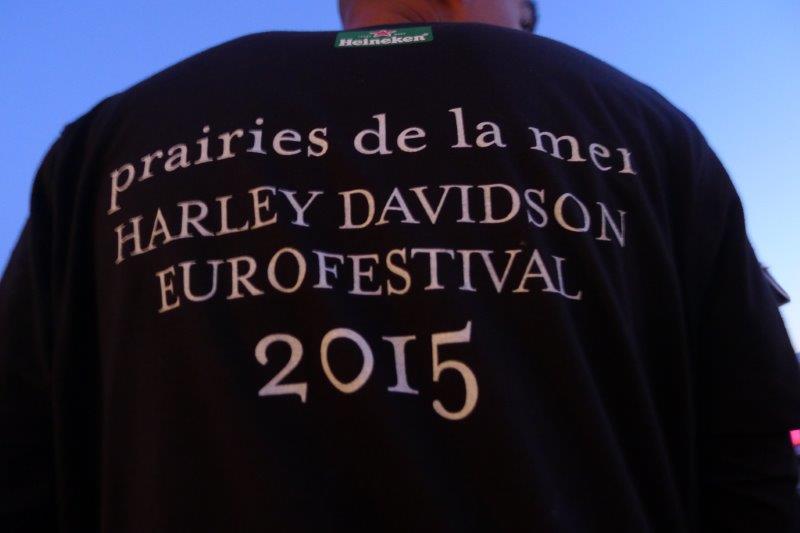 Heineken
prairies de la mer
HARLEY DAVIDSON
EUROFESTIVAL
2015